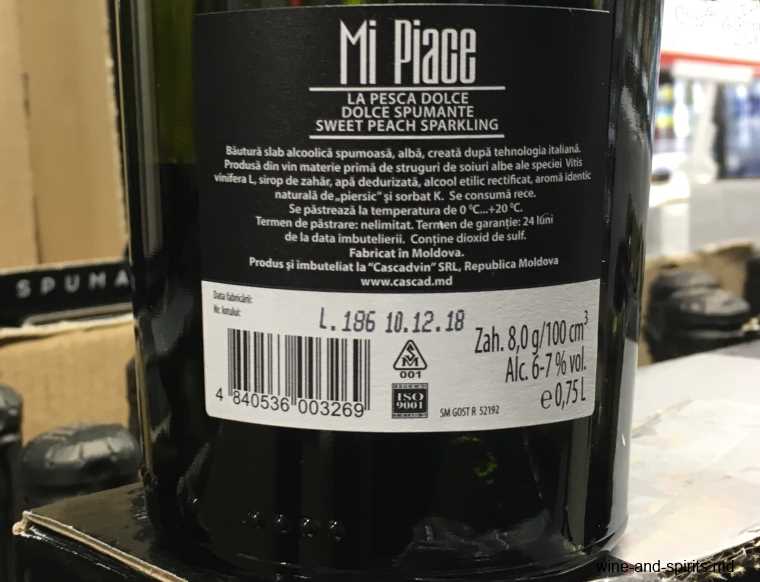 Mi Piace
LA PESCA DOLCE
DOLCE SPUMANTE
SWEET PEACH SPARKLING
Băutură slab alcoolică spumoasă, albă, creată după tehnologia italiană.
Produsă din vin materie primă de struguri de soiuri albe ale speciei Vitis
vinifera L, sirop de zahăr, apă dedurizată, alcool etilic rectificat, aromă identic
naturală de „piersic" și sorbat K. Se consumă rece.
Se păstrează la temperatura de 0 °C...+20 °C.
Termen de păstrare: nelimitat. Termen de garanție: 24 luni
de la data îmbutelierii. Conține dioxid de sulf.
Fabricat în Moldova.
Produs și îmbuteliat la "Cascadvin" SRL, Republica Moldova
www.cascad.md
Data fabricării:
Nr. lotului:
L.186 10.12.18
Zah. 8,0 g/100 cm³
Alc. 6-7 % vol.
e 0,75 L
4 840536 003269
SM
001
ISO
9001
SM GOST R 52192
SPUMA
wine-and-spirits.md